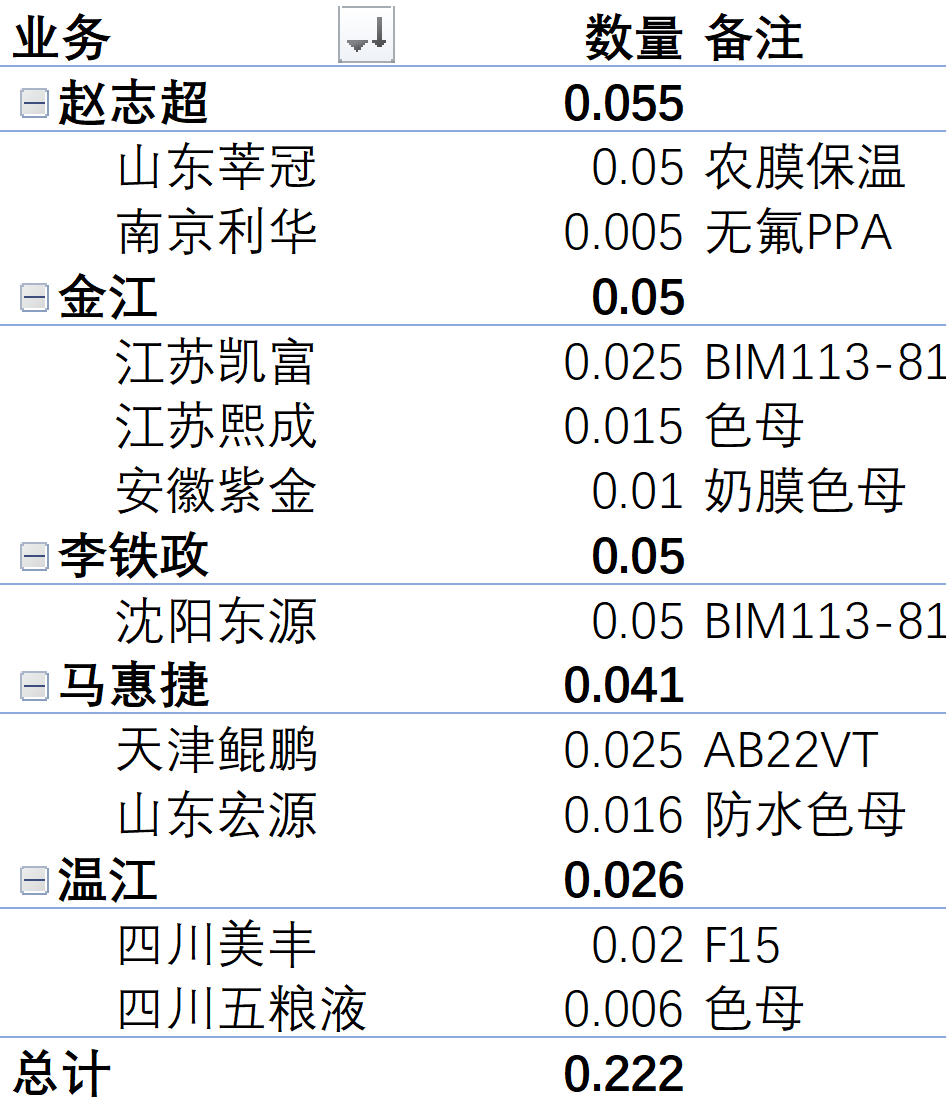 业务 数量 备注
赵志超 0.055
山东莘冠 0.05 农膜保温
南京利华 0.005 无氟PPA
金江 0.05
江苏凯富 0.025 BIM113-81
江苏熙成 0.015 色母
安徽紫金 0.01 奶膜色母
李铁政 0.05
沈阳东源 0.05 BIM113-81
马惠捷 0.041
天津鲲鹏 0.025 AB22VT
山东宏源 0.016 防水色母
温江 0.026
四川美丰 0.02 F15
四川五粮液 0.006 色母
总计 0.222